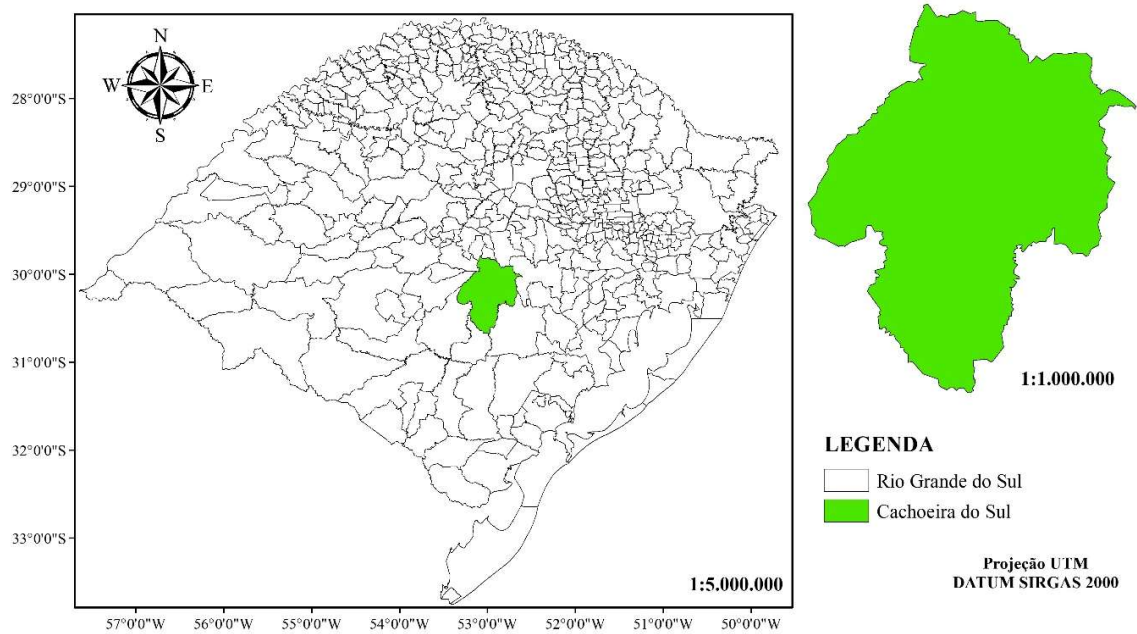 N
W E
S
28°0'0"S
29°0'0"S
30°0'0"S
31°0'0"S
32°0'0"S
33°0'0"S
1:5.000.000
57°0'0"W 56°0'0"W 55°0'0"W 54°0'0"W 53°0'0"W 52°0'0"W 51°0'0"W 50°0'0"W
1:1.000.000
LEGENDA
Rio Grande do Sul
Cachoeira do Sul
Projeção UTM
DATUM SIRGAS 2000